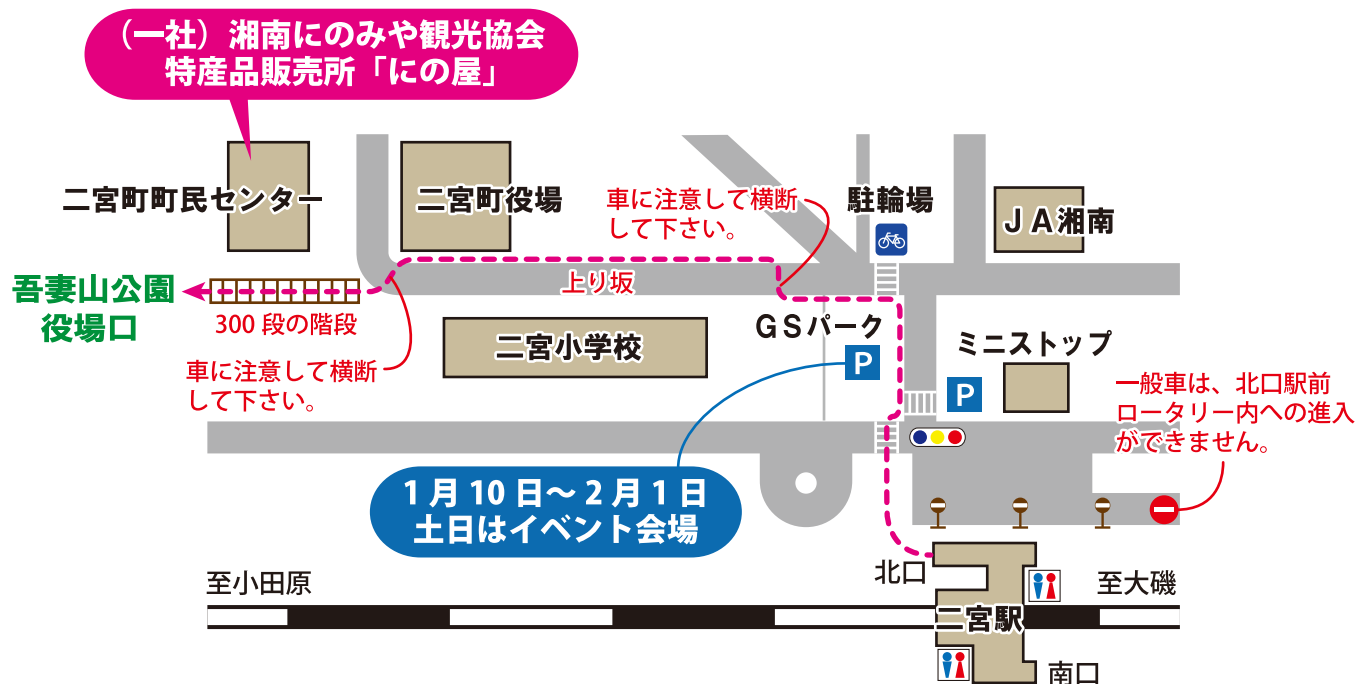 （一社）湘南にのみや観光協会
特産品販売所「にの屋」
二宮町町民センター
二宮町役場
車に注意して横断
して下さい。
駐輪場
ＪＡ湘南
吾妻山公園
役場口
300 段の階段
上り坂
車に注意して横断
して下さい。
二宮小学校
ＧＳパーク
P
ミニストップ
P
一般車は、北口駅前
ロータリー内への進入
ができません。
1 月 10 日～ 2 月 1 日
土日はイベント会場
北口
至小田原
至大磯
二宮駅
南口